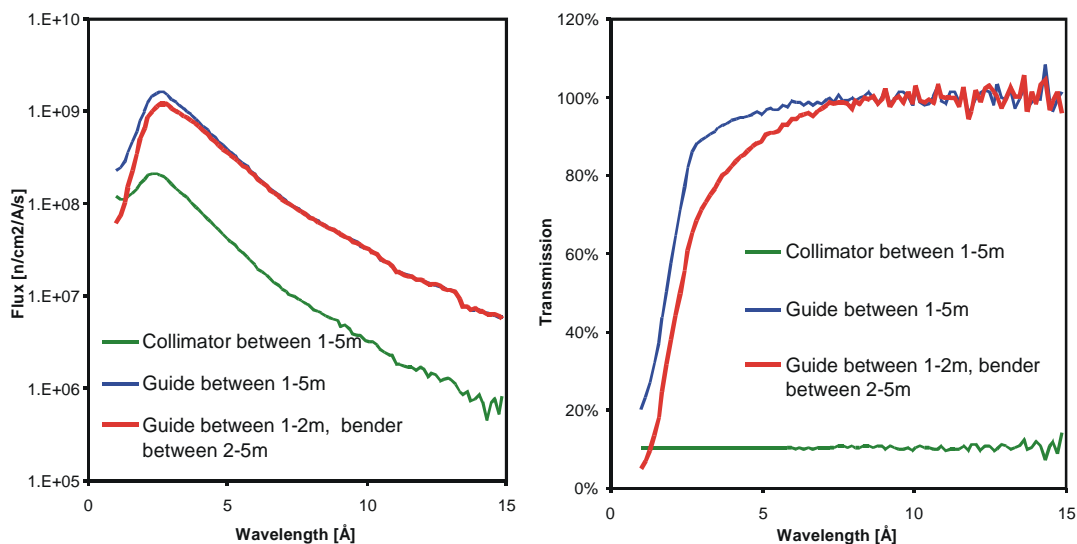 1.E+10
1.E+09
1.E+08
1.E+07
1.E+06
1.E+05
Flux [n/cm2/A/s]
Collimator between 1-5m
Guide between 1-5m
Guide between 1-2m, bender
between 2-5m
0
5
10
15
Wavelength [Å]
120%
100%
80%
60%
40%
20%
0%
Transmission
Collimator between 1-5m
Guide between 1-5m
Guide between 1-2m, bender
between 2-5m
0
5
10
15
Wavelength [Å]